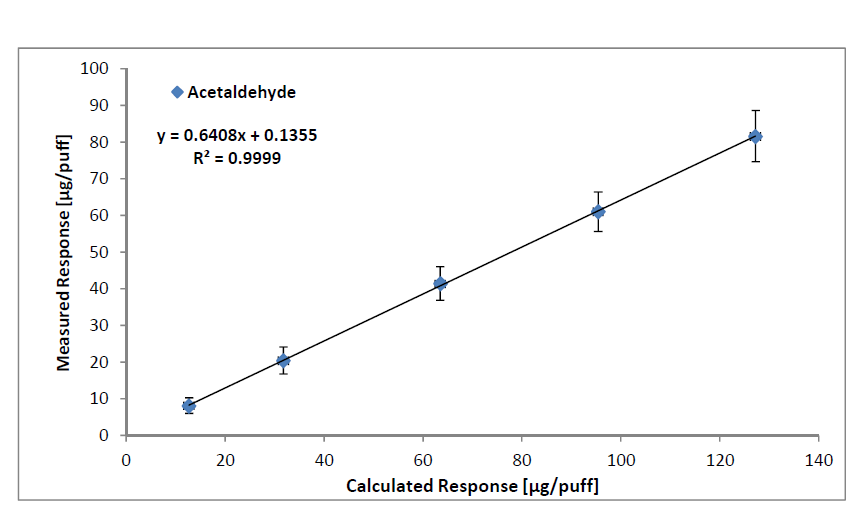 100
90
80
70
60
50
40
30
20
10
0
Measured Response [µg/puff]
Acetaldehyde
y = 0.6408x + 0.1355
R² = 0.9999
0 20 40 60 80 100 120 140
Calculated Response [µg/puff]